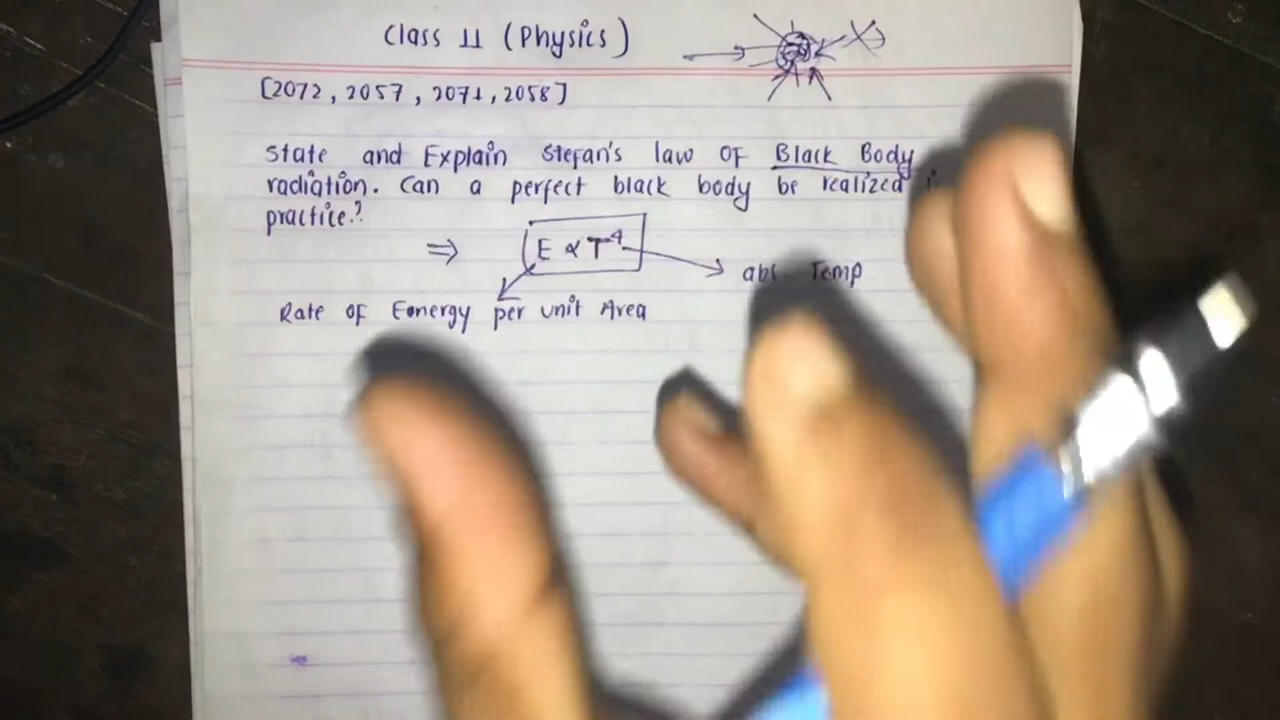 Class 11 (Physics)
[2072, 2057, 2071, 2058]
State and Explain Stefan's law OF Black Body
radiation. Can a perfect black body be realized
practice?
⇒ E ∝ T⁴
abs Temp
Rate of Eenergy per unit Area